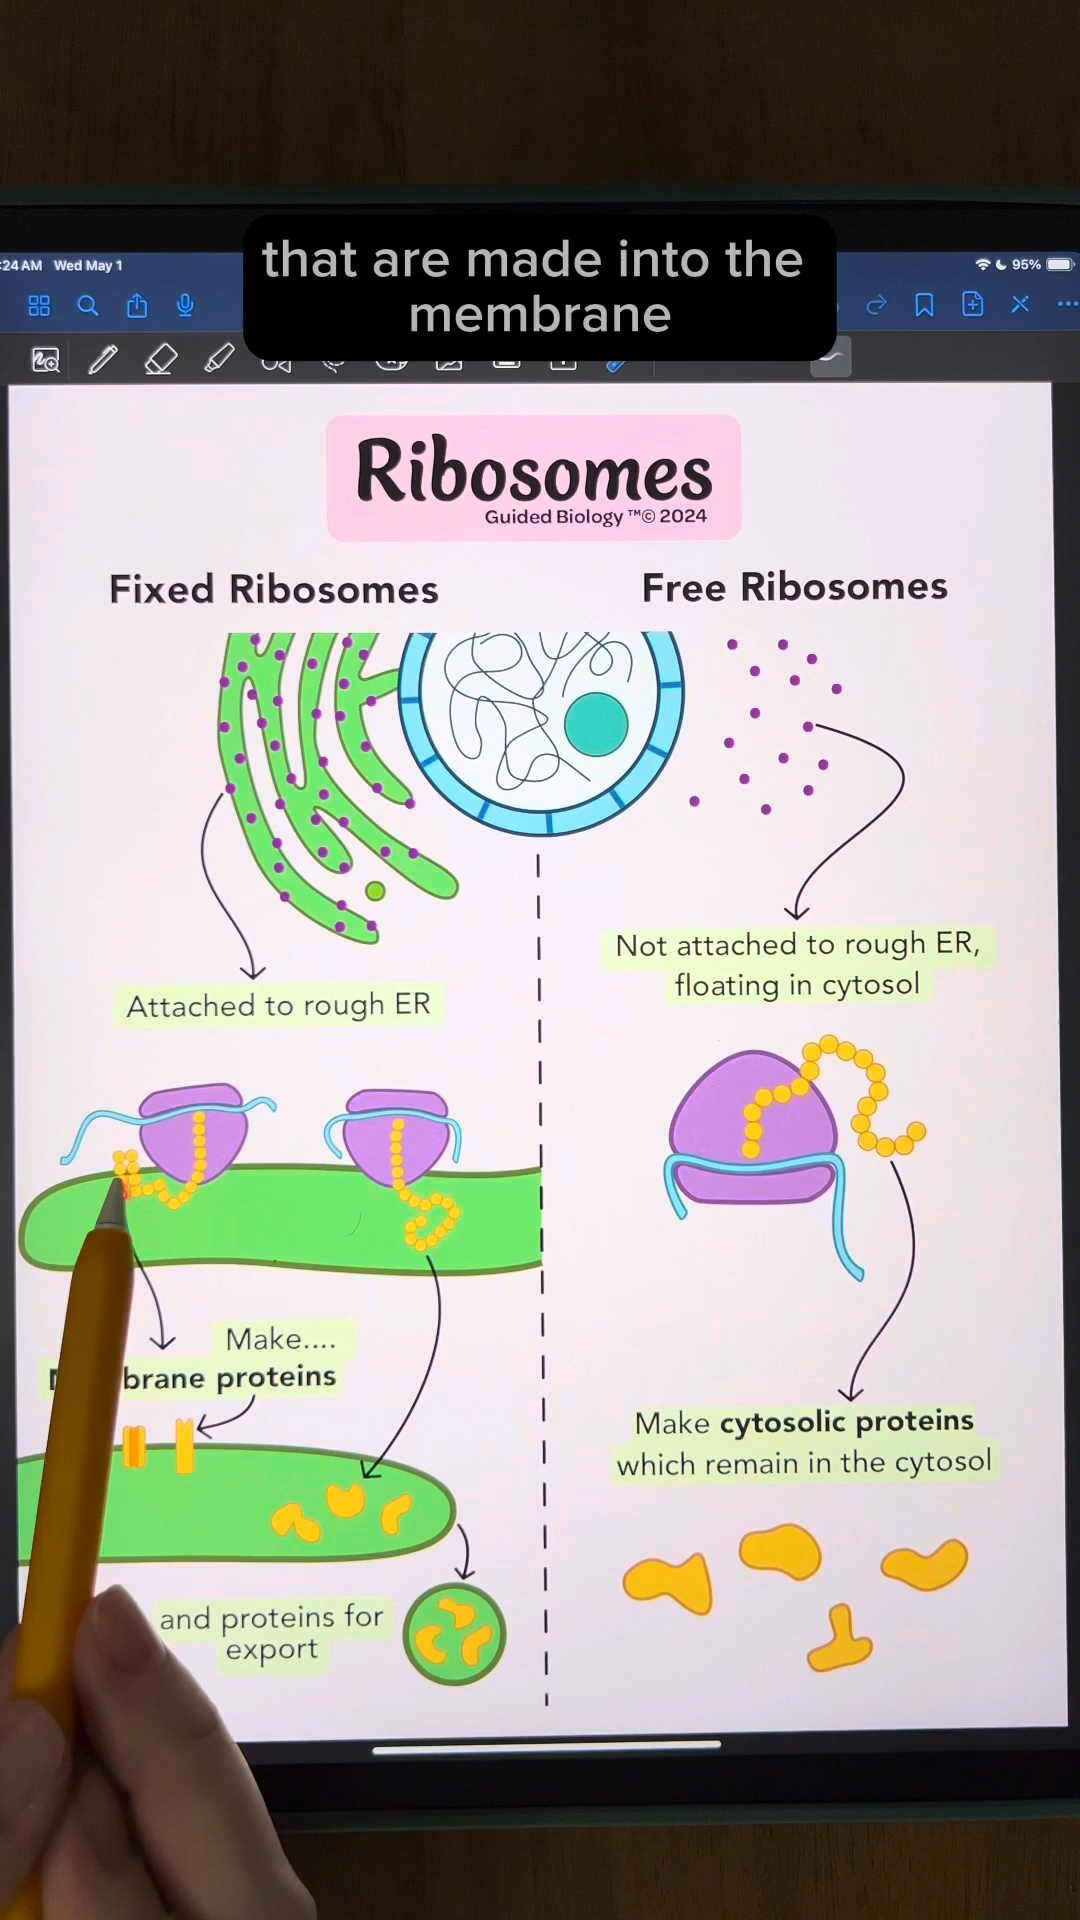 that are made into the
membrane
:24 AM Wed May 1
95%
Ribosomes
Guided Biology ™© 2024
Fixed Ribosomes
Free Ribosomes
Attached to rough ER
Not attached to rough ER,
floating in cytosol
Make....
brane proteins
and proteins for
export
Make cytosolic proteins
which remain in the cytosol